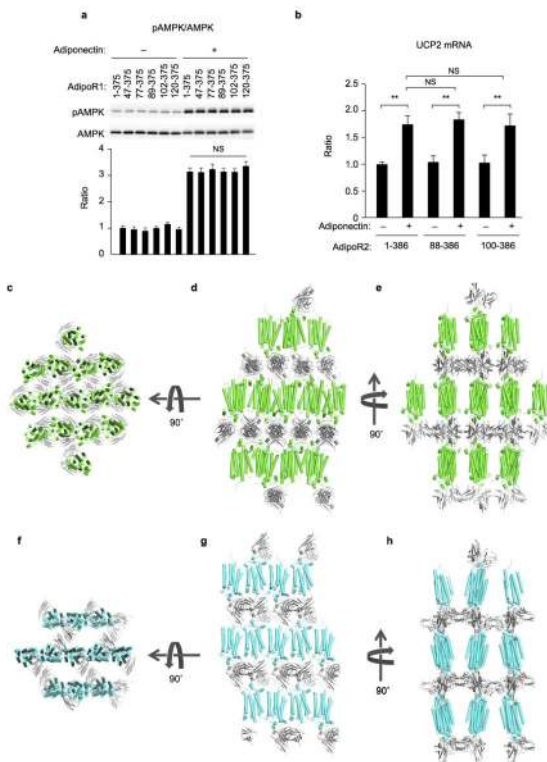 a
pAMPK/AMPK
Adiponectin – +
AdipoR1: 1-375 47-375 77-375 89-375 102-375 120-375 1-375 47-375 77-375 89-375 102-375 120-375
pAMPK
AMPK
4
NS
3
2
1
0
Ratio
b
UCP2 mRNA
NS
NS
** ** **
2.5
2.0
1.5
1.0
0.5
0
Ratio
Adiponectin: – + – + – +
AdipoR2: 1-386 88-386 100-386
c d e
90°
90°
f g h
90°
90°